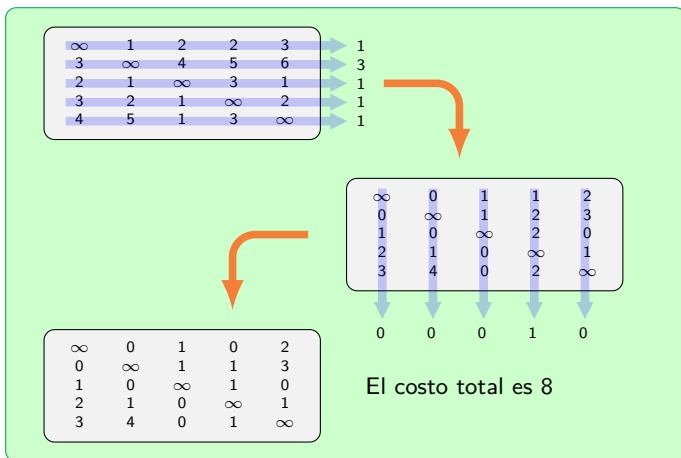 ∞ 1 2 2 3 1
3 ∞ 4 5 6 3
2 1 ∞ 3 1 1
3 2 1 ∞ 2 1
4 5 1 3 ∞ 1
∞ 0 1 1 2
0 ∞ 1 2 3
1 0 ∞ 2 0
2 1 0 ∞ 1
3 4 0 2 ∞
0 0 0 1 0
∞ 0 1 0 2
0 ∞ 1 1 3
1 0 ∞ 1 0
2 1 0 ∞ 1
3 4 0 1 ∞
El costo total es 8